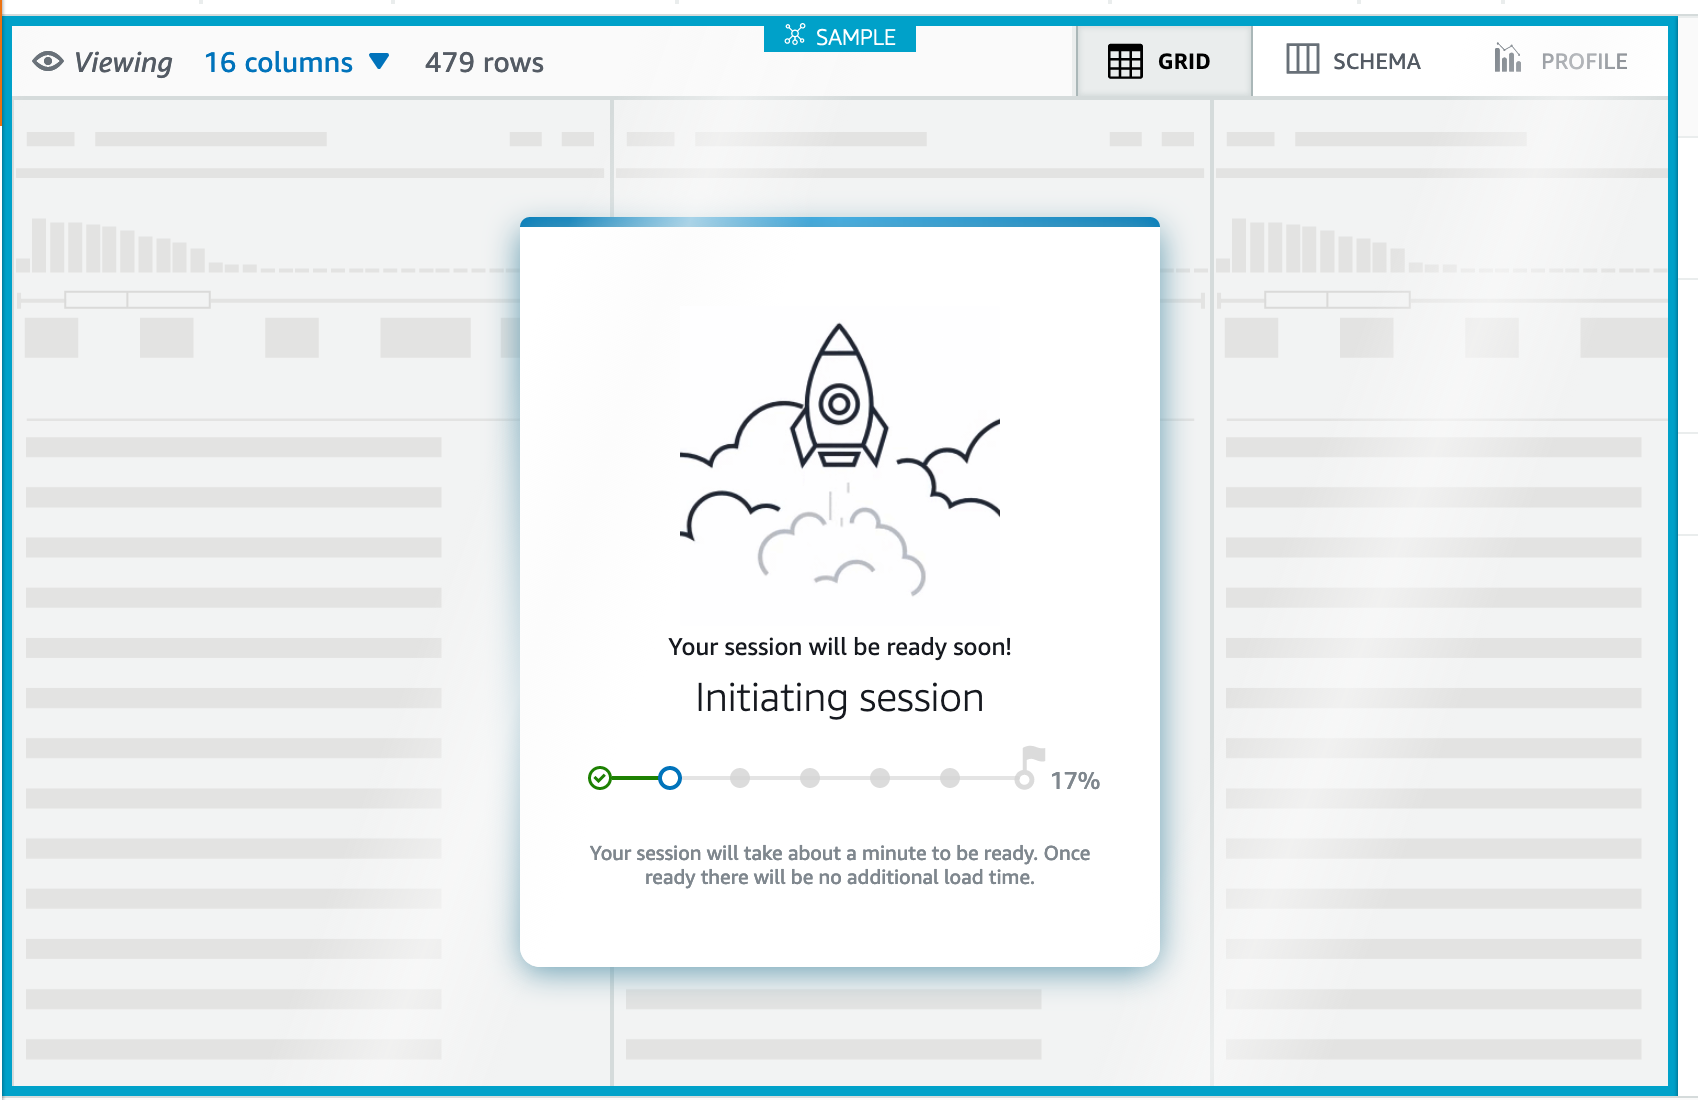 SAMPLE
Viewing 16 columns 479 rows GRID SCHEMA PROFILE
Your session will be ready soon!
Initiating session
17%
Your session will take about a minute to be ready. Once
ready there will be no additional load time.